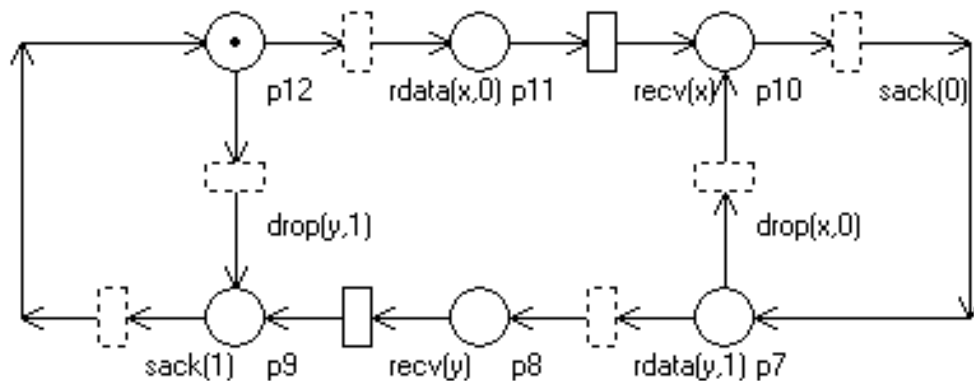 p12 rdata(x,0) p11 recv(x) p10 sack(0)
drop(y,1) drop(x,0)
sack(1) p9 recv(y) p8 rdata(y,1) p7